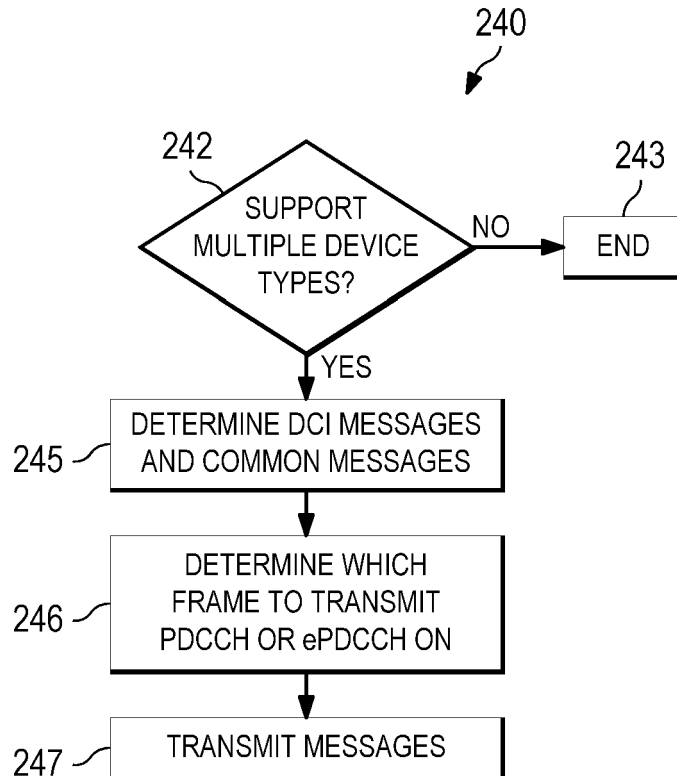 240
242
243
SUPPORT
MULTIPLE DEVICE
TYPES?
NO
END
YES
245
DETERMINE DCI MESSAGES
AND COMMON MESSAGES
246
DETERMINE WHICH
FRAME TO TRANSMIT
PDCCH OR ePDCCH ON
247
TRANSMIT MESSAGES